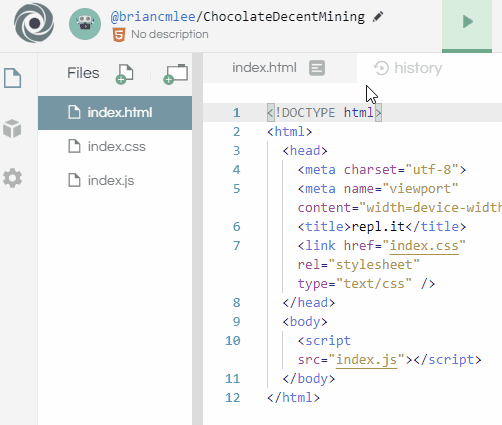 @briancmlee/ChocolateDecentMining
No description
Files
index.html
index.css
index.js
index.html
history
1 <!DOCTYPE html>
2 <html>
3 <head>
4 <meta charset="utf-8">
5 <meta name="viewport"
content="width=device-width
6 <title>repl.it</title>
7 <link href="index.css"
rel="stylesheet"
type="text/css" />
8 </head>
9 <body>
10 <script
src="index.js"></script>
11 </body>
12 </html>